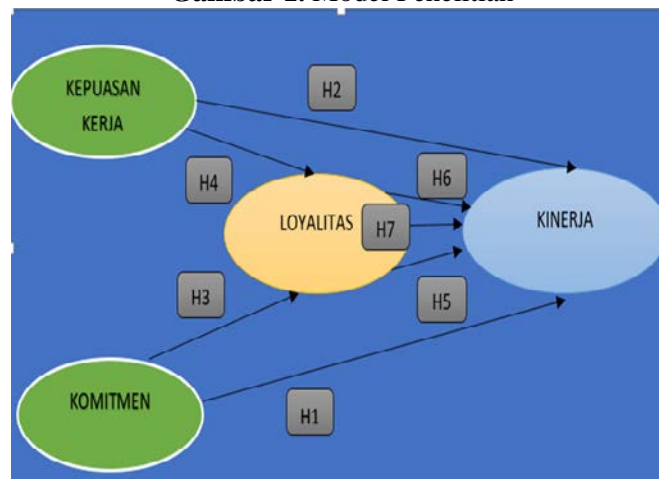 KEPUASAN
KERJA
H2
H4
H6
LOYALITAS
H7
KINERJA
H3
H5
KOMITMEN
H1